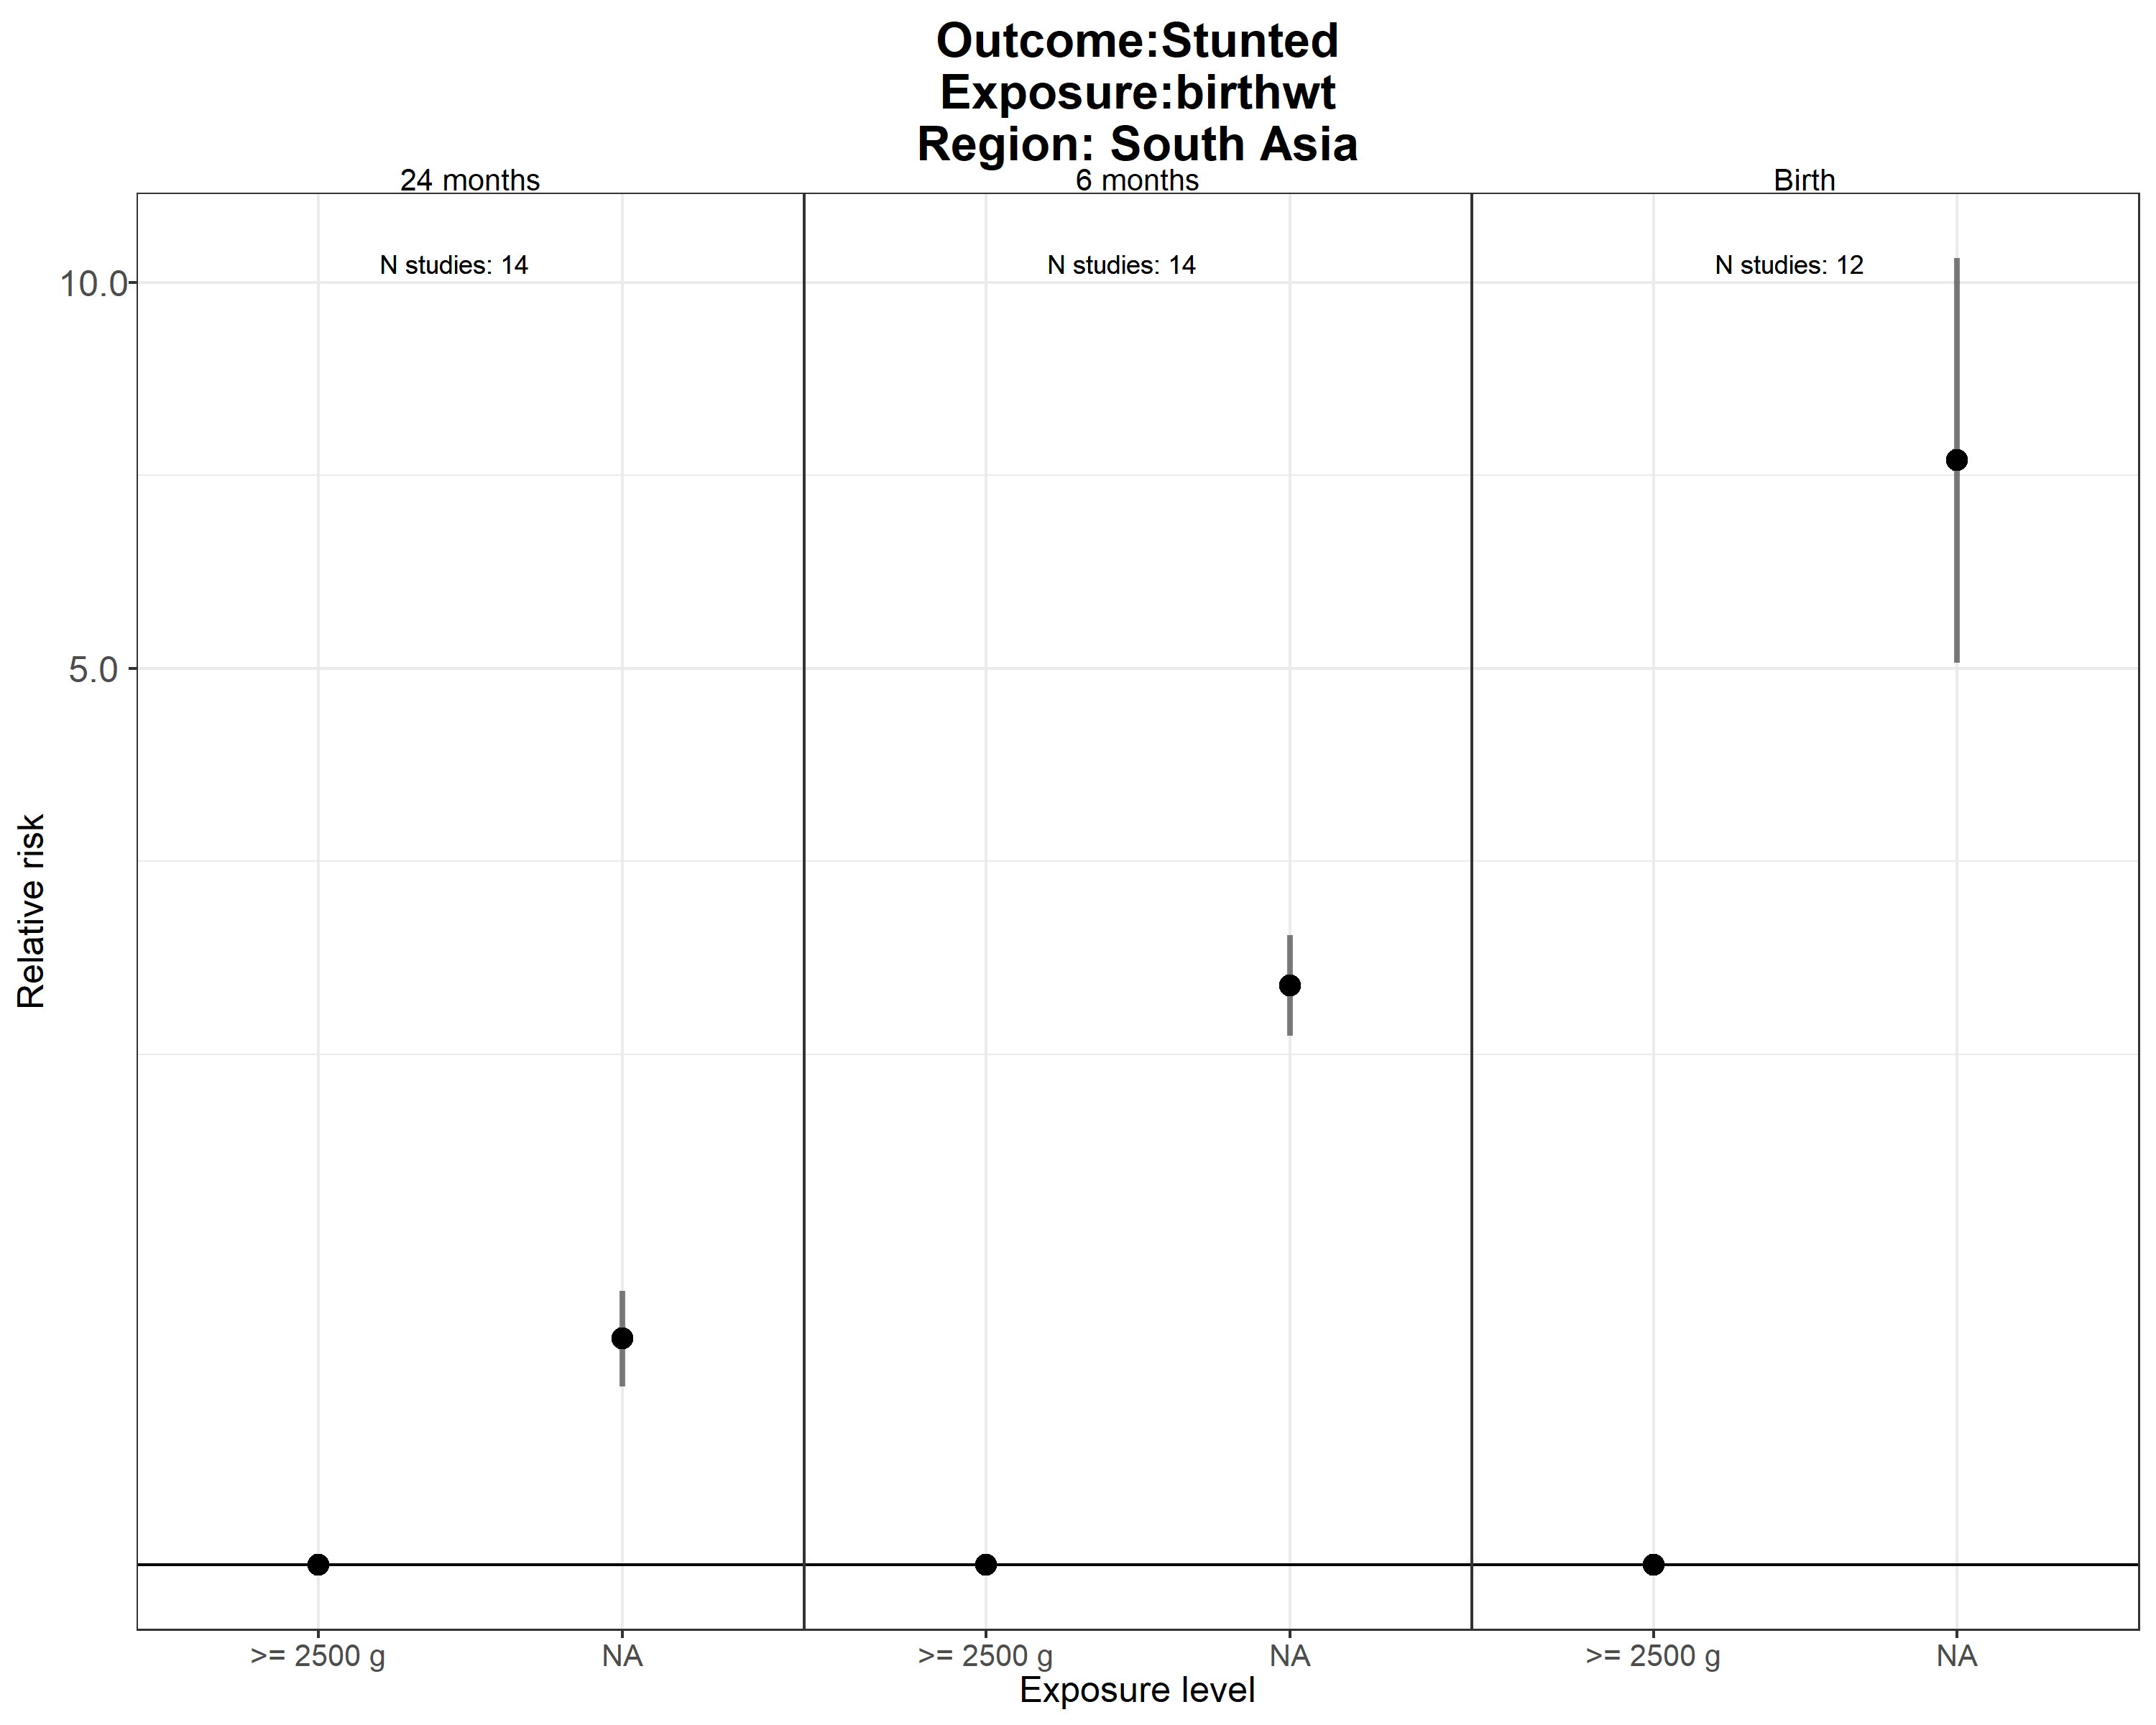 Outcome:Stunted
Exposure:birthwt
Region: South Asia
24 months
6 months
Birth
N studies: 14
N studies: 14
N studies: 12
10.0
5.0
Relative risk
>= 2500 g
NA
>= 2500 g
NA
>= 2500 g
NA
Exposure level